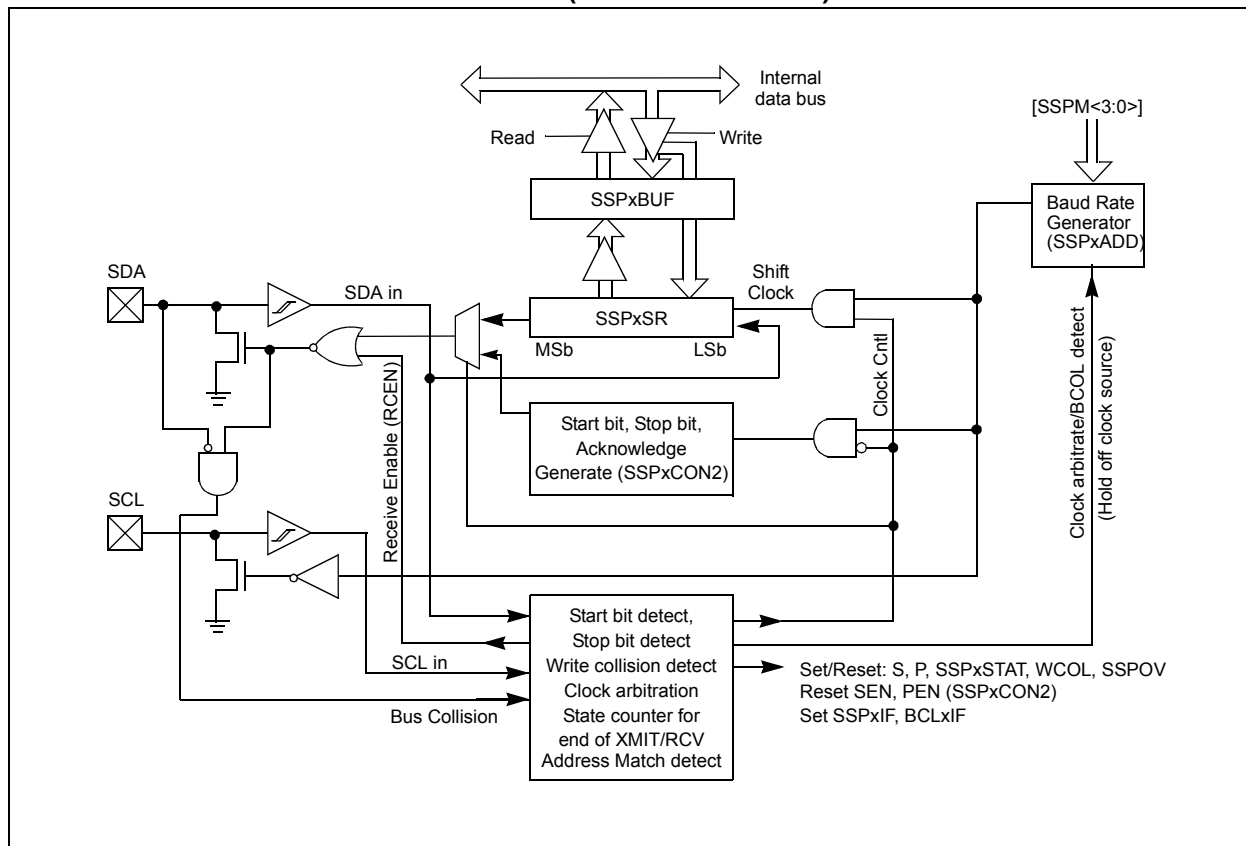 Internal
data bus
[SSPM<3:0>]
Read
Write
SSPxBUF
Baud Rate
Generator
(SSPxADD)
SDA
SDA in
Shift
Clock
SSPxSR
MSb
LSb
Clock Cntl
Receive Enable (RCEN)
Start bit, Stop bit,
Acknowledge
Generate (SSPxCON2)
Clock arbitrate/BCOL detect
(Hold off clock source)
SCL
SCL in
Bus Collision
Start bit detect,
Stop bit detect
Write collision detect
Clock arbitration
State counter for
end of XMIT/RCV
Address Match detect
Set/Reset: S, P, SSPxSTAT, WCOL, SSPOV
Reset SEN, PEN (SSPxCON2)
Set SSPxIF, BCLxIF